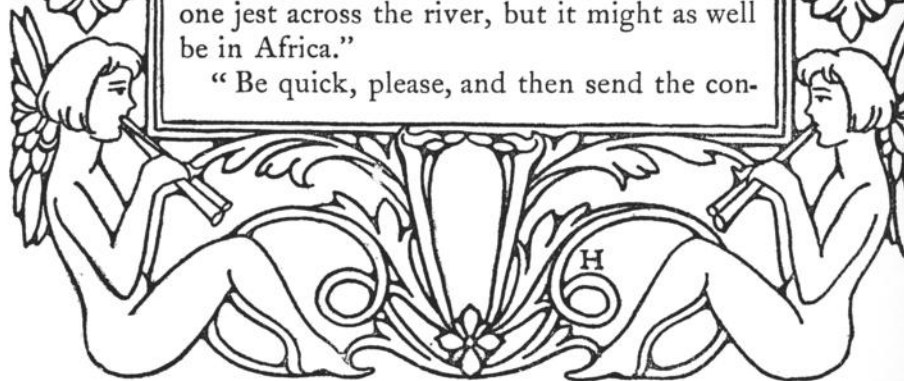 one jest across the river, but it might as well
be in Africa.”
“ Be quick, please, and then send the con-
H